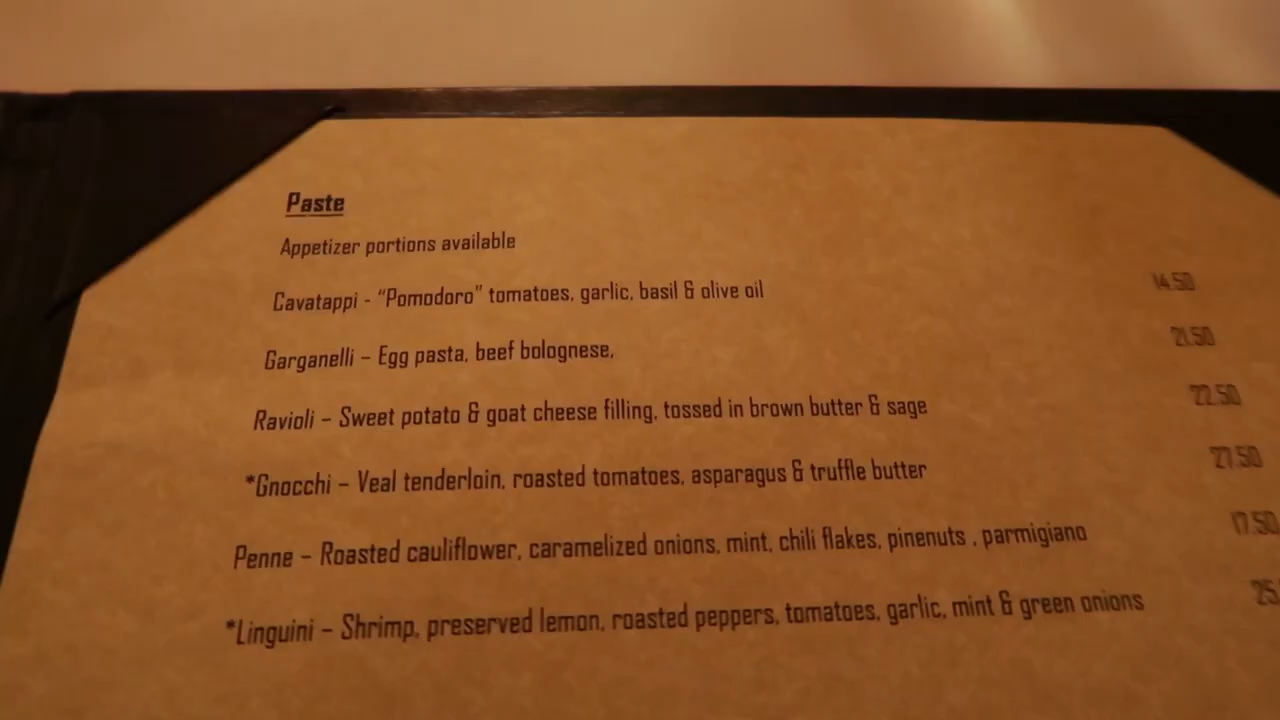 Paste
Appetizer portions available
Cavatappi - “Pomodoro” tomatoes, garlic, basil & olive oil 14.50
Garganelli – Egg pasta, beef bolognese, 21.50
Ravioli – Sweet potato & goat cheese filling, tossed in brown butter & sage 22.50
*Gnocchi – Veal tenderloin, roasted tomatoes, asparagus & truffle butter 27.50
Penne – Roasted cauliflower, caramelized onions, mint, chili flakes, pinenuts , parmigiano 17.50
*Linguini – Shrimp, preserved lemon, roasted peppers, tomatoes, garlic, mint & green onions 25